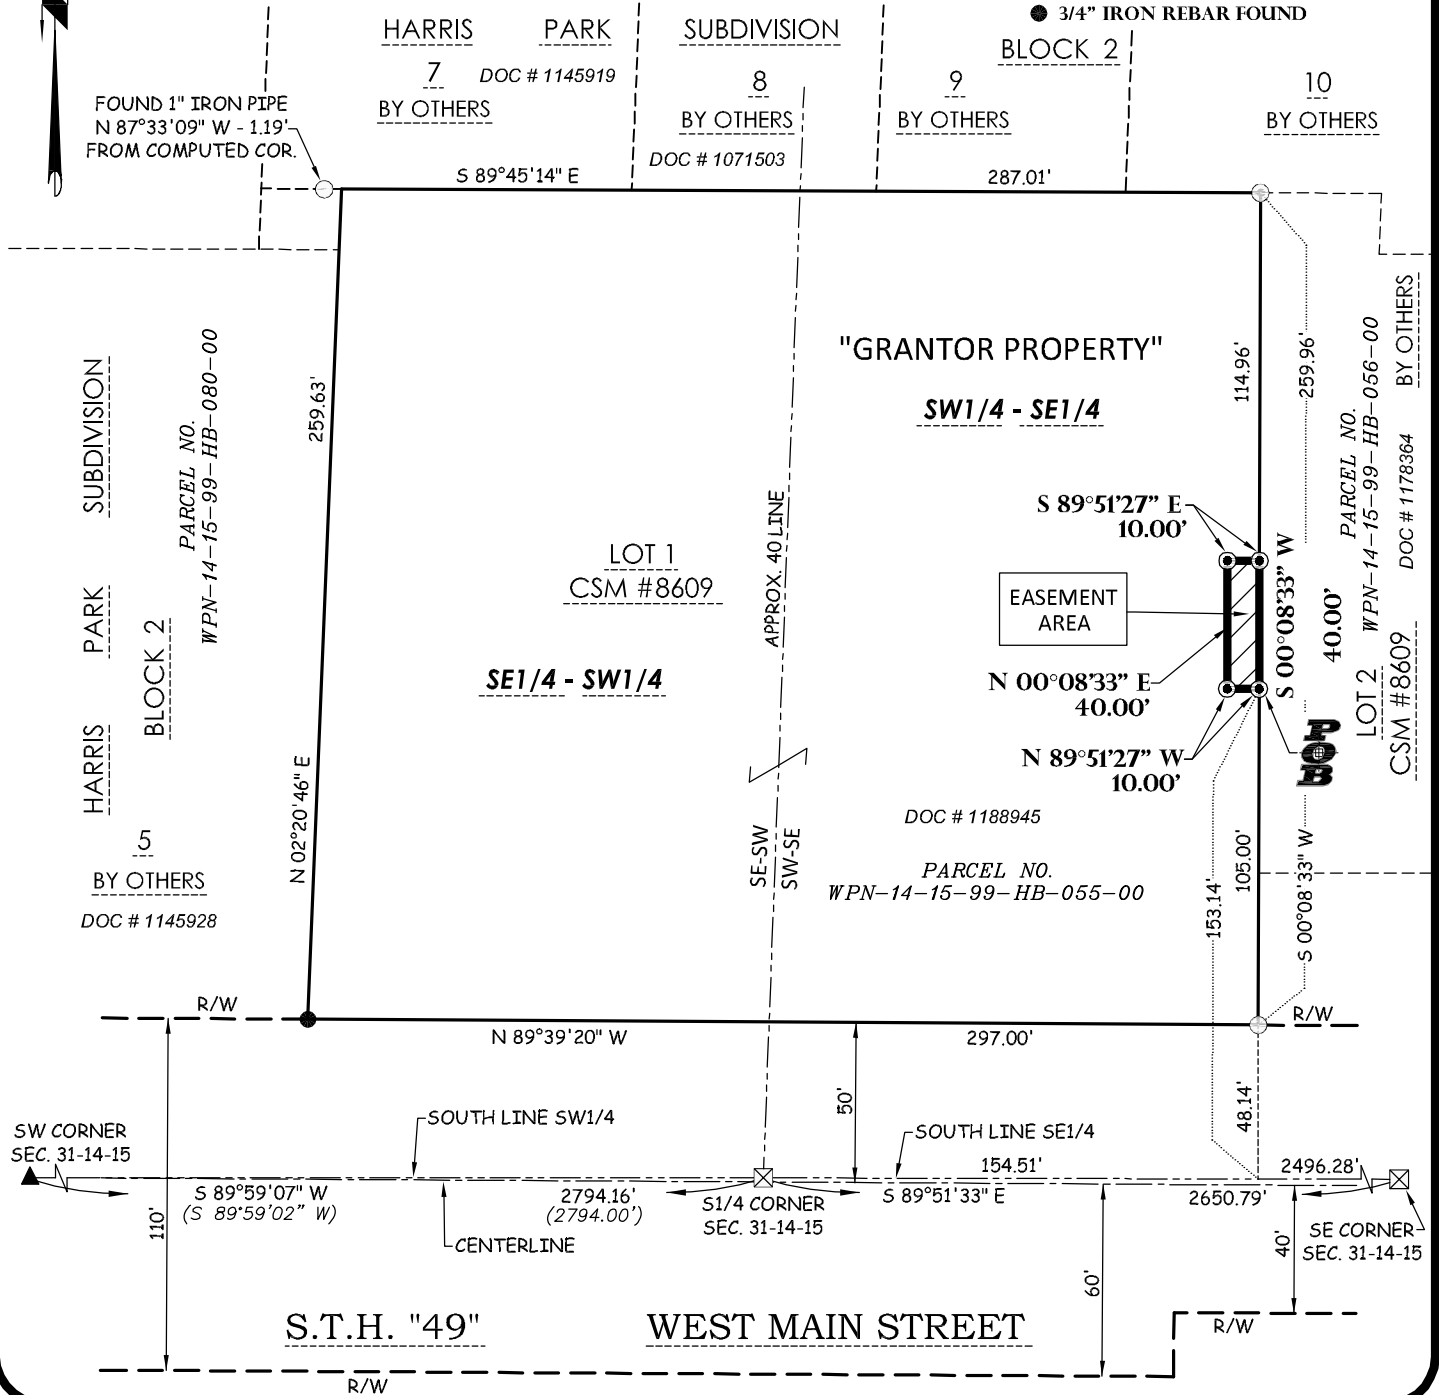 3/4" IRON REBAR FOUND
HARRIS PARK SUBDIVISION
BLOCK 2
7
DOC # 1145919
BY OTHERS
8
BY OTHERS
DOC # 1071503
9
BY OTHERS
10
BY OTHERS
FOUND 1" IRON PIPE
N 87°33'09" W - 1.19'
FROM COMPUTED COR.
S 89°45'14" E
287.01'
259.63'
N 02°20'46" E
HARRIS PARK SUBDIVISION
BLOCK 2
PARCEL NO.
WPN-14-15-99-HB-080-00
5
BY OTHERS
DOC # 1145928
"GRANTOR PROPERTY"
SW1/4 - SE1/4
LOT 1
CSM #8609
SE1/4 - SW1/4
APPROX. 40 LINE
SE-SW
SW-SE
114.96'
259.96'
S 89°51'27" E
10.00'
EASEMENT
AREA
N 00°08'33" E
40.00'
N 89°51'27" W
10.00'
S 00°08'33" W
40.00'
POB
DOC # 1188945
PARCEL NO.
WPN-14-15-99-HB-055-00
153.14'
105.00'
S 00°08'33" W
PARCEL NO.
WPN-14-15-99-HB-056-00
BY OTHERS
DOC # 1178364
LOT 2
CSM #8609
R/W
R/W
N 89°39'20" W
297.00'
50'
48.14'
SOUTH LINE SW1/4
SOUTH LINE SE1/4
SW CORNER
SEC. 31-14-15
S 89°59'07" W
(S 89°59'02" W)
2794.16'
(2794.00')
S1/4 CORNER
SEC. 31-14-15
154.51'
S 89°51'33" E
2496.28'
2650.79'
SE CORNER
SEC. 31-14-15
CENTERLINE
110'
60'
40'
S.T.H. "49"
WEST MAIN STREET
R/W
R/W